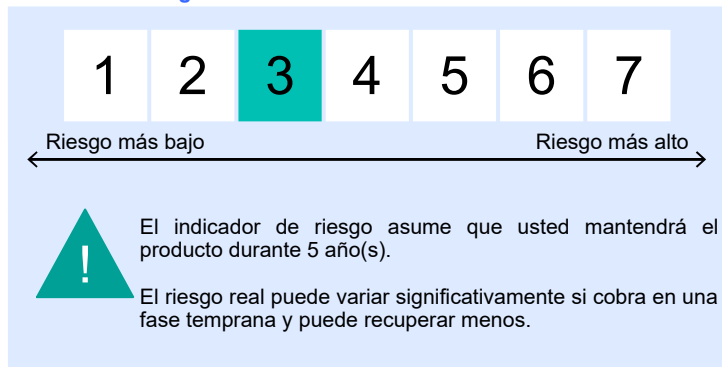 1 2 3 4 5 6 7
Riesgo más bajo Riesgo más alto
!
El indicador de riesgo asume que usted mantendrá el
producto durante 5 año(s).
El riesgo real puede variar significativamente si cobra en una
fase temprana y puede recuperar menos.